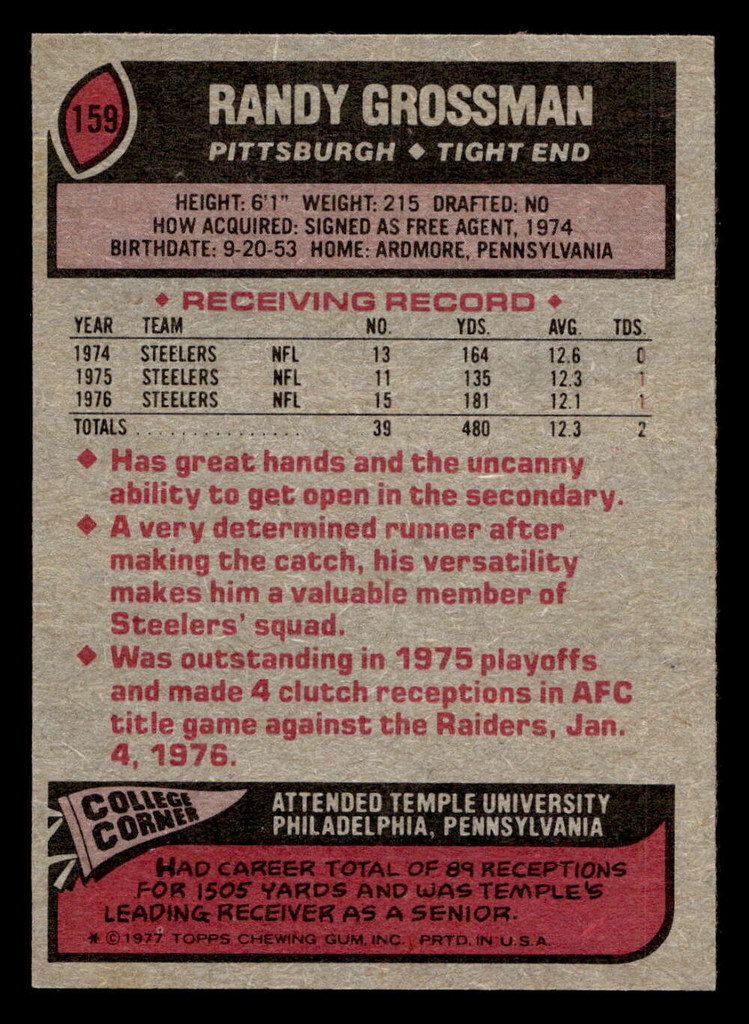 159
RANDY GROSSMAN
PITTSBURGH ◆ TIGHT END
HEIGHT: 6'1" WEIGHT: 215 DRAFTED: NO
HOW ACQUIRED: SIGNED AS FREE AGENT, 1974
BIRTHDATE: 9-20-53 HOME: ARDMORE, PENNSYLVANIA
◆ RECEIVING RECORD ◆
YEAR TEAM NO. YDS. AVG. TDS.
1974 STEELERS NFL 13 164 12.6 0
1975 STEELERS NFL 11 135 12.3 1
1976 STEELERS NFL 15 181 12.1 1
TOTALS . . . . . . . . . . . . . . . . 39 480 12.3 2
◆ Has great hands and the uncanny
ability to get open in the secondary.
◆ A very determined runner after
making the catch, his versatility
makes him a valuable member of
Steelers' squad.
◆ Was outstanding in 1975 playoffs
and made 4 clutch receptions in AFC
title game against the Raiders, Jan.
4, 1976.
COLLEGE
CORNER
ATTENDED TEMPLE UNIVERSITY
PHILADELPHIA, PENNSYLVANIA
HAD CAREER TOTAL OF 89 RECEPTIONS
FOR 1505 YARDS AND WAS TEMPLE'S
LEADING RECEIVER AS A SENIOR.
* © 1977 TOPPS CHEWING GUM, INC. PRTD. IN U.S.A.